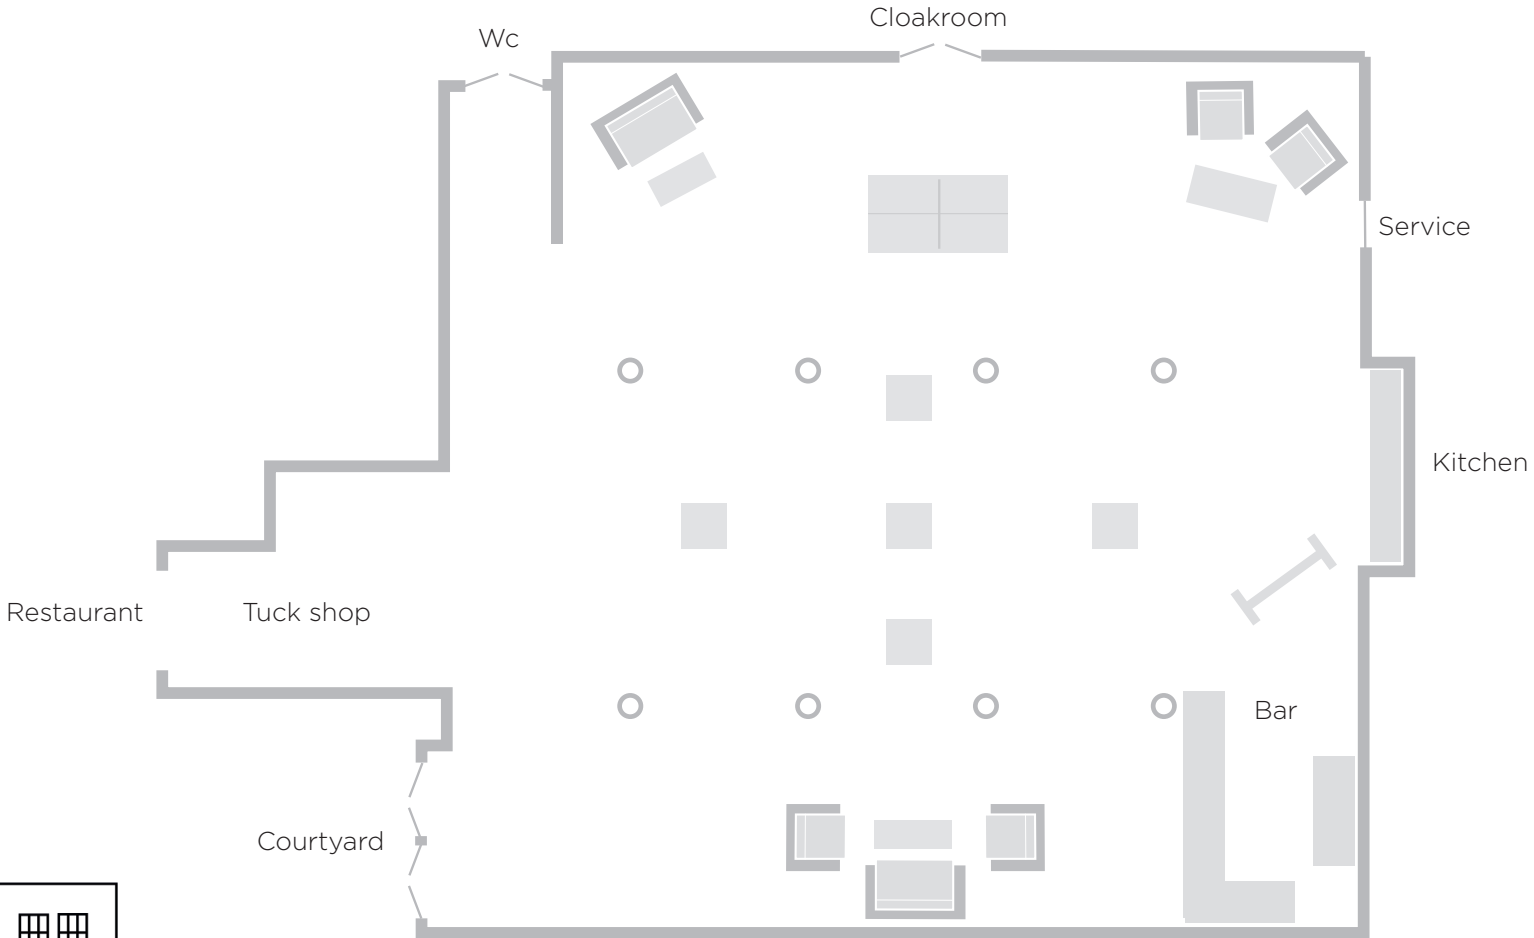 Cloakroom
Wc
Service
Kitchen
Restaurant
Tuck shop
Bar
Courtyard